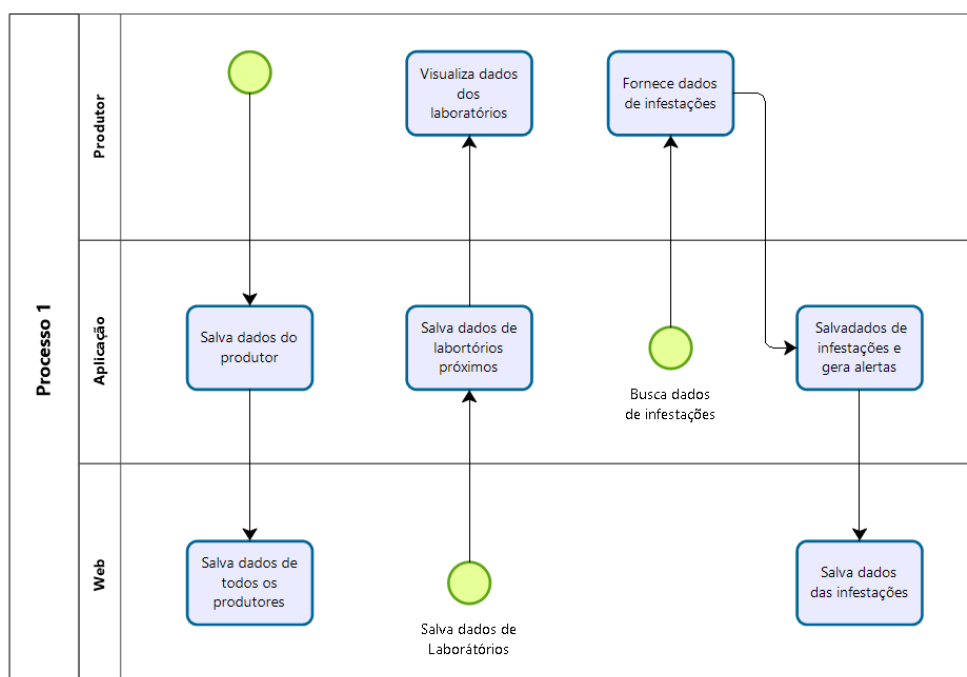 Processo 1
Produtor
Visualiza dados
dos
laboratórios
Fornece dados
de infestações
Aplicação
Salva dados do
produtor
Salva dados de
labortórios
próximos
Busca dados
de infestações
Salvadados de
infestações e
gera alertas
Web
Salva dados de
todos os
produtores
Salva dados de
Laborátórios
Salva dados
das infestações